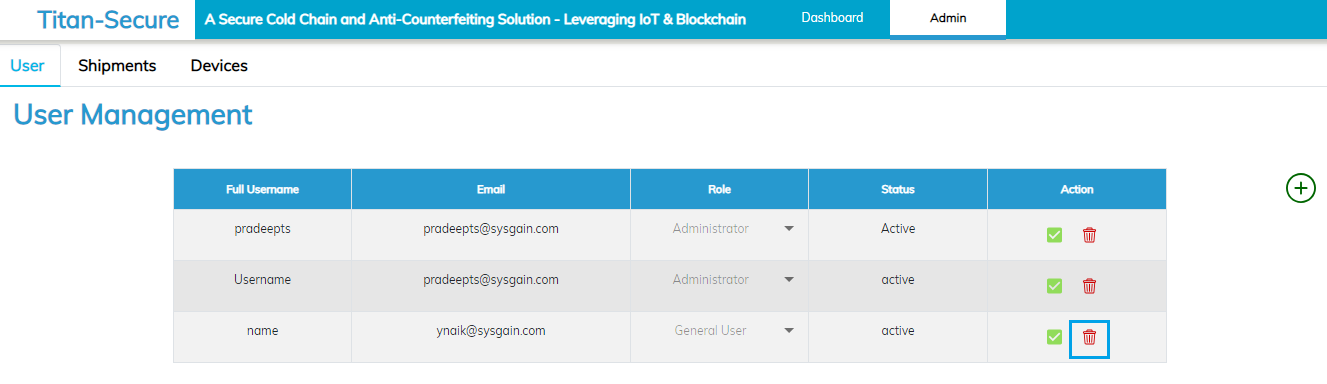 Titan-Secure A Secure Cold Chain and Anti-Counterfeiting Solution - Leveraging IoT & Blockchain Dashboard Admin
User Shipments Devices
User Management
Full Username Email Role Status Action
pradeepts pradeepts@sysgain.com Administrator Active
Username pradeepts@sysgain.com Administrator active
name ynaik@sysgain.com General User active